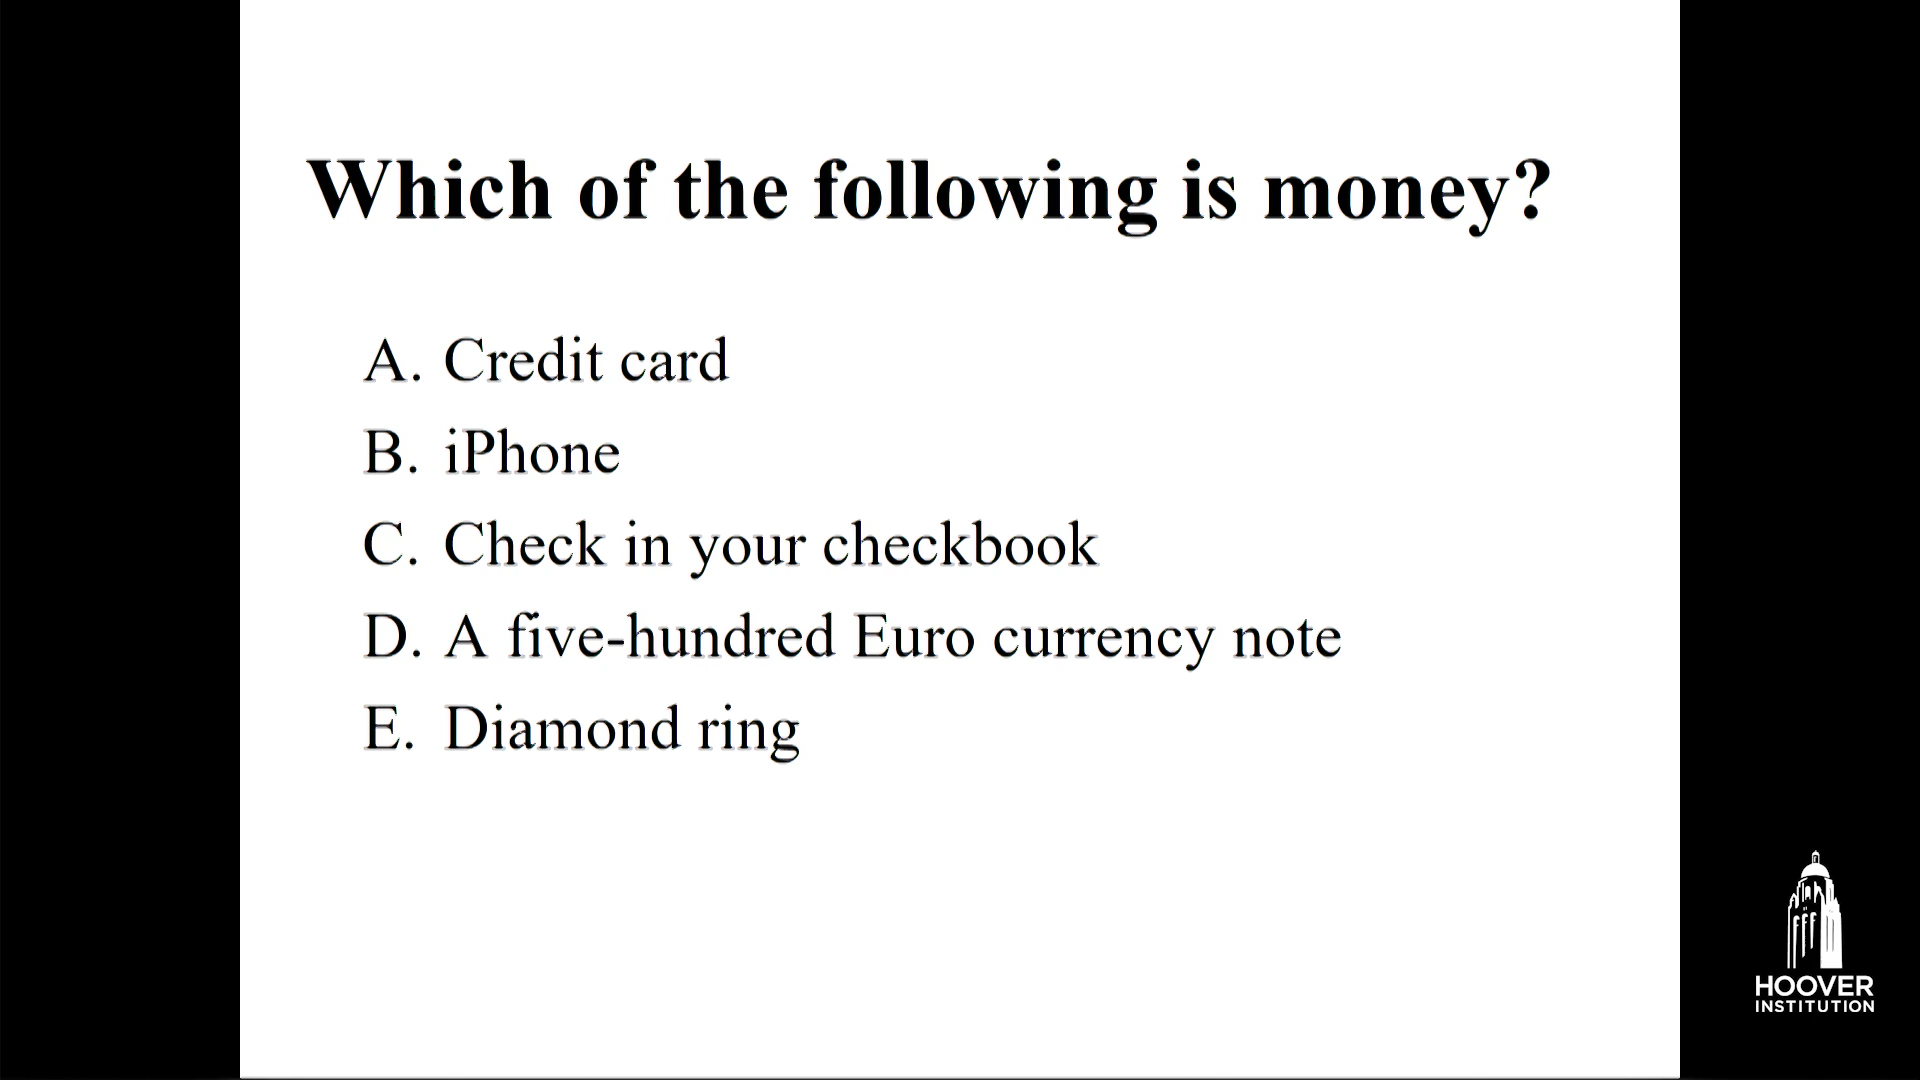 Which of the following is money?
A. Credit card
B. iPhone
C. Check in your checkbook
D. A five-hundred Euro currency note
E. Diamond ring
HOOVER
INSTITUTION